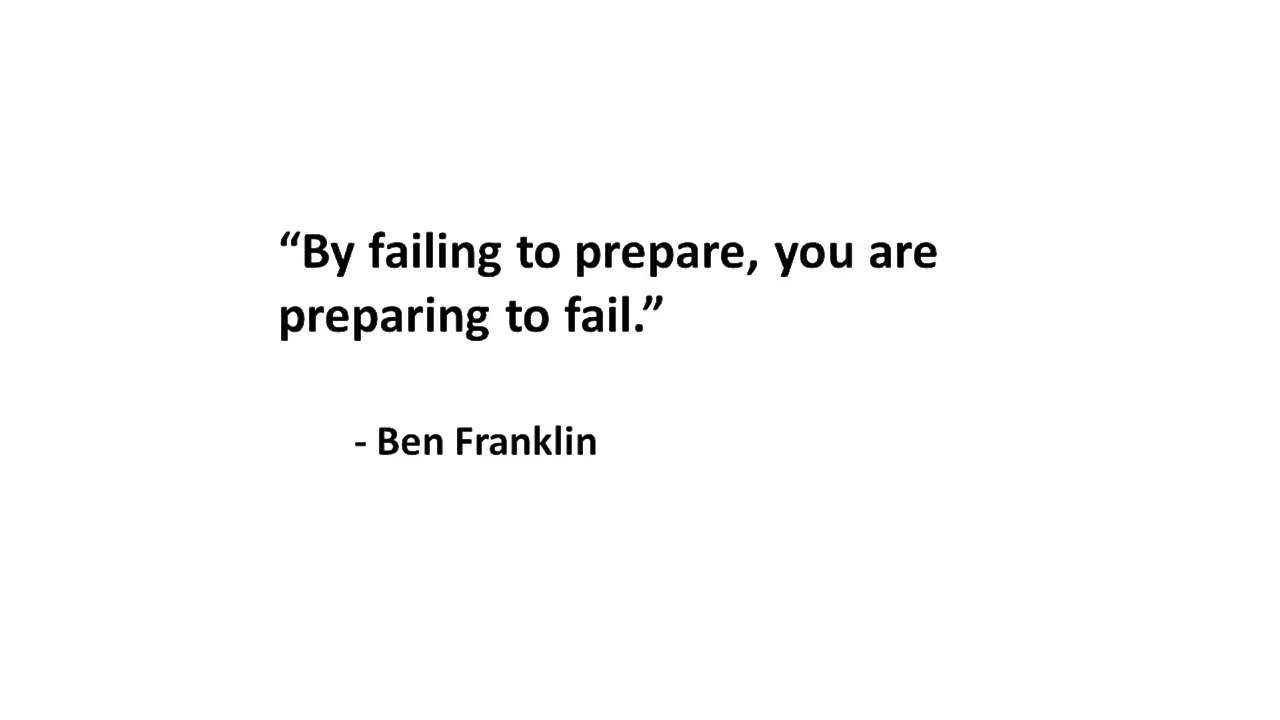 “By failing to prepare, you are
preparing to fail.”
- Ben Franklin